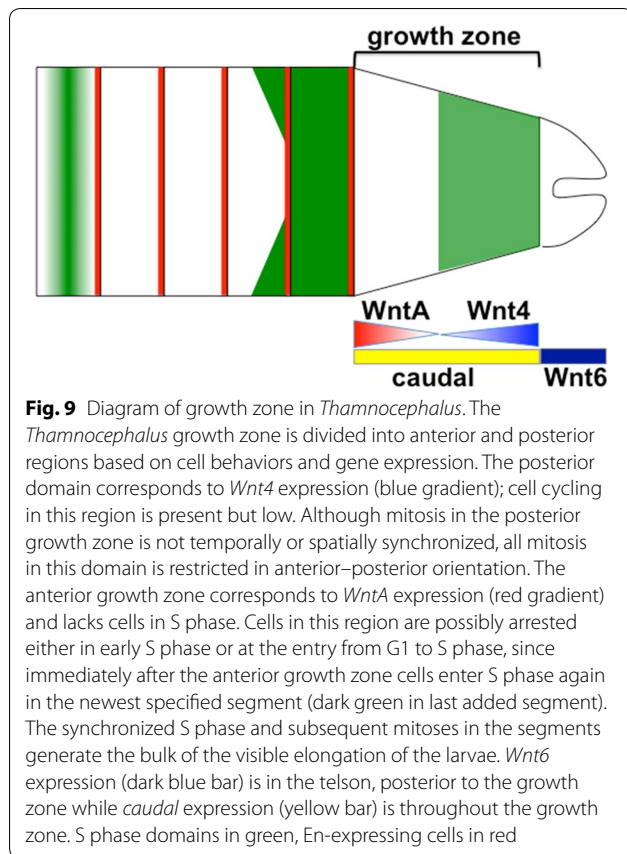 growth zone
WntA Wnt4
caudal Wnt6
Fig. 9 Diagram of growth zone in Thamnocephalus. The
Thamnocephalus growth zone is divided into anterior and posterior
regions based on cell behaviors and gene expression. The posterior
domain corresponds to Wnt4 expression (blue gradient); cell cycling
in this region is present but low. Although mitosis in the posterior
growth zone is not temporally or spatially synchronized, all mitosis
in this domain is restricted in anterior–posterior orientation. The
anterior growth zone corresponds to WntA expression (red gradient)
and lacks cells in S phase. Cells in this region are possibly arrested
either in early S phase or at the entry from G1 to S phase, since
immediately after the anterior growth zone cells enter S phase again
in the newest specified segment (dark green in last added segment).
The synchronized S phase and subsequent mitoses in the segments
generate the bulk of the visible elongation of the larvae. Wnt6
expression (dark blue bar) is in the telson, posterior to the growth
zone while caudal expression (yellow bar) is throughout the growth
zone. S phase domains in green, En-expressing cells in red